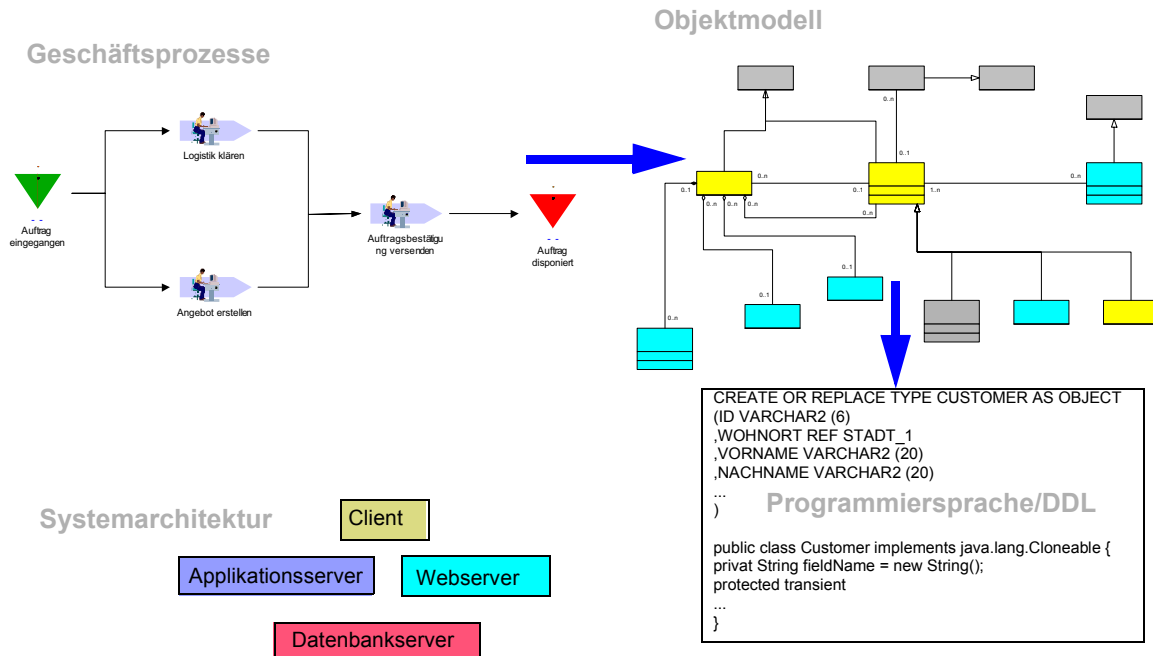 Geschäftsprozesse
Objektmodell
Logistik klären
Auftrag
eingegangen
Auftragsbestätigu
ng versenden
Auftrag
disponiert
Angebot erstellen
0..n
0..1
0..1
0..n
0..1
1..n
0..n
0..n
0..n
0..n
0..n
0..1
0..1
0..n
CREATE OR REPLACE TYPE CUSTOMER AS OBJECT
(ID VARCHAR2 (6)
,WOHNORT REF STADT_1
,VORNAME VARCHAR2 (20)
,NACHNAME VARCHAR2 (20)
...
)
Programmiersprache/DDL
public class Customer implements java.lang.Cloneable {
privat String fieldName = new String();
protected transient
...
}
Systemarchitektur
Client
Applikationsserver
Webserver
Datenbankserver